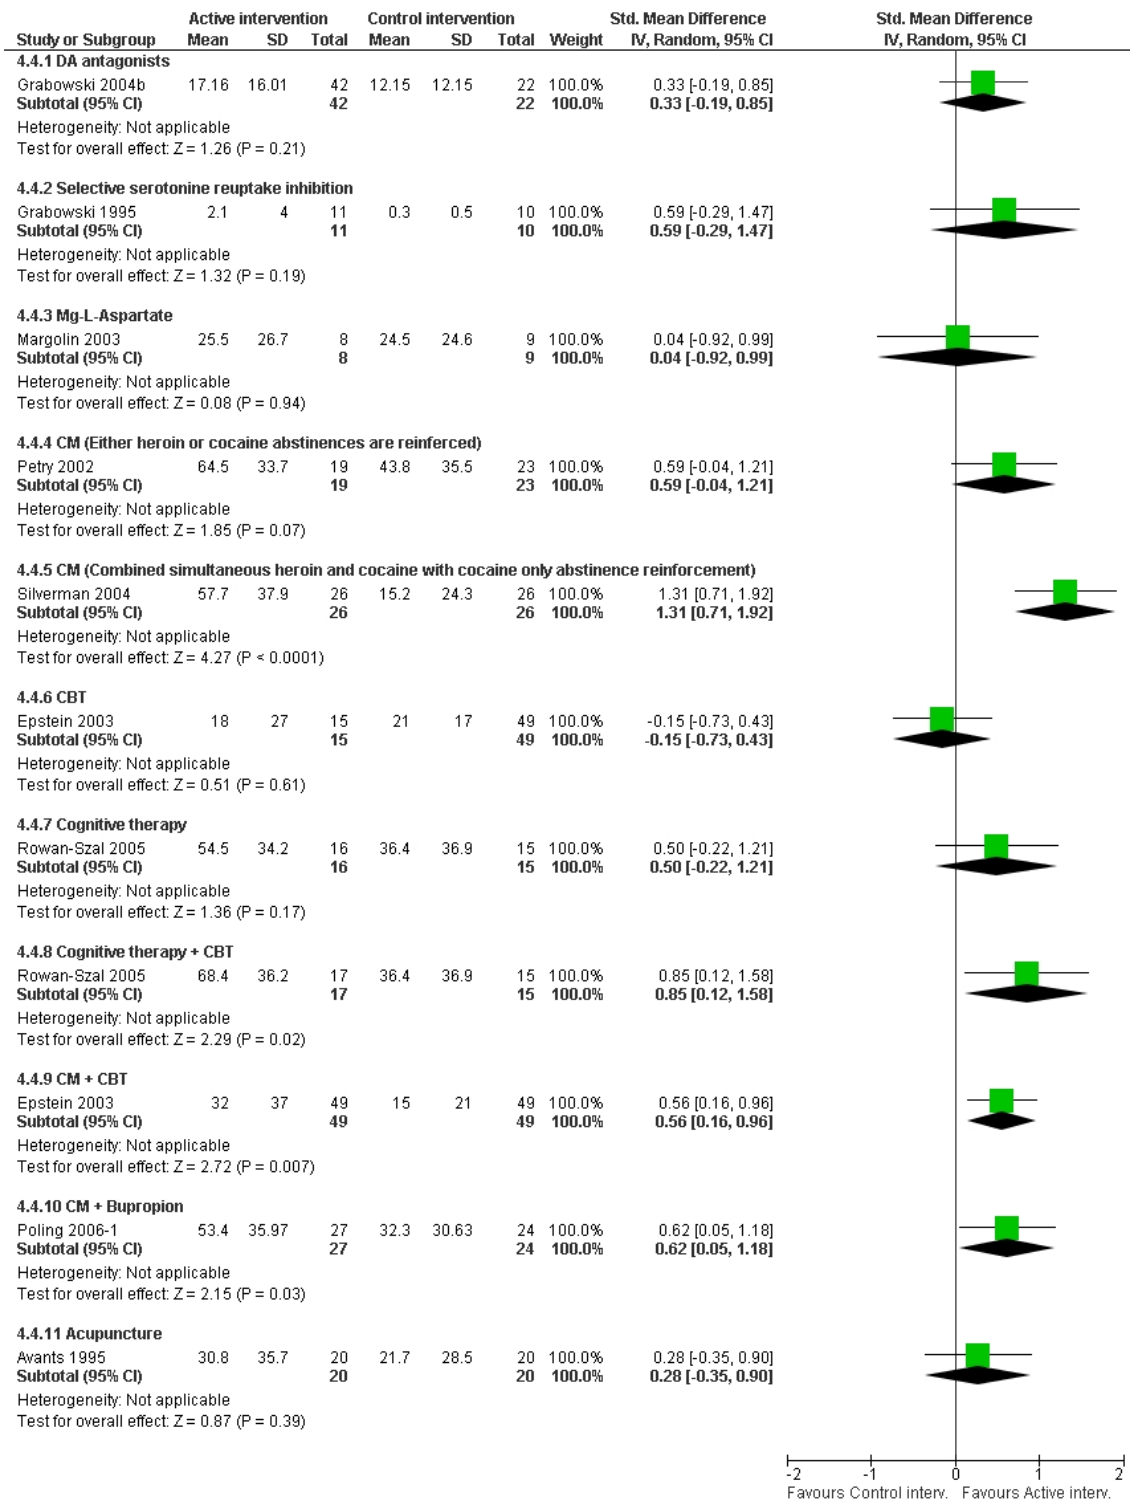 Active intervention Control intervention Std. Mean Difference Std. Mean Difference
Study or Subgroup Mean SD Total Mean SD Total Weight IV, Random, 95% CI IV, Random, 95% CI
4.4.1 DA antagonists
Grabowski 2004b 17.16 16.01 42 12.15 12.15 22 100.0% 0.33 [-0.19, 0.85]
Subtotal (95% CI) 42 22 100.0% 0.33 [-0.19, 0.85]
Heterogeneity: Not applicable
Test for overall effect: Z = 1.26 (P = 0.21)
4.4.2 Selective serotonine reuptake inhibition
Grabowski 1995 2.1 4 11 0.3 0.5 10 100.0% 0.59 [-0.29, 1.47]
Subtotal (95% CI) 11 10 100.0% 0.59 [-0.29, 1.47]
Heterogeneity: Not applicable
Test for overall effect: Z = 1.32 (P = 0.19)
4.4.3 Mg-L-Aspartate
Margolin 2003 25.5 26.7 8 24.5 24.6 9 100.0% 0.04 [-0.92, 0.99]
Subtotal (95% CI) 8 9 100.0% 0.04 [-0.92, 0.99]
Heterogeneity: Not applicable
Test for overall effect: Z = 0.08 (P = 0.94)
4.4.4 CM (Either heroin or cocaine abstinences are reinferced)
Petry 2002 64.5 33.7 19 43.8 35.5 23 100.0% 0.59 [-0.04, 1.21]
Subtotal (95% CI) 19 23 100.0% 0.59 [-0.04, 1.21]
Heterogeneity: Not applicable
Test for overall effect: Z = 1.85 (P = 0.07)
4.4.5 CM (Combined simultaneous heroin and cocaine with cocaine only abstinence reinforcement)
Silverman 2004 57.7 37.9 26 15.2 24.3 26 100.0% 1.31 [0.71, 1.92]
Subtotal (95% CI) 26 26 100.0% 1.31 [0.71, 1.92]
Heterogeneity: Not applicable
Test for overall effect: Z = 4.27 (P < 0.0001)
4.4.6 CBT
Epstein 2003 18 27 15 21 17 49 100.0% -0.15 [-0.73, 0.43]
Subtotal (95% CI) 15 49 100.0% -0.15 [-0.73, 0.43]
Heterogeneity: Not applicable
Test for overall effect: Z = 0.51 (P = 0.61)
4.4.7 Cognitive therapy
Rowan-Szal 2005 54.5 34.2 16 36.4 36.9 15 100.0% 0.50 [-0.22, 1.21]
Subtotal (95% CI) 16 15 100.0% 0.50 [-0.22, 1.21]
Heterogeneity: Not applicable
Test for overall effect: Z = 1.36 (P = 0.17)
4.4.8 Cognitive therapy + CBT
Rowan-Szal 2005 68.4 36.2 17 36.4 36.9 15 100.0% 0.85 [0.12, 1.58]
Subtotal (95% CI) 17 15 100.0% 0.85 [0.12, 1.58]
Heterogeneity: Not applicable
Test for overall effect: Z = 2.29 (P = 0.02)
4.4.9 CM + CBT
Epstein 2003 32 37 49 15 21 49 100.0% 0.56 [0.16, 0.96]
Subtotal (95% CI) 49 49 100.0% 0.56 [0.16, 0.96]
Heterogeneity: Not applicable
Test for overall effect: Z = 2.72 (P = 0.007)
4.4.10 CM + Bupropion
Poling 2006-1 53.4 35.97 27 32.3 30.63 24 100.0% 0.62 [0.05, 1.18]
Subtotal (95% CI) 27 24 100.0% 0.62 [0.05, 1.18]
Heterogeneity: Not applicable
Test for overall effect: Z = 2.15 (P = 0.03)
4.4.11 Acupuncture
Avants 1995 30.8 35.7 20 21.7 28.5 20 100.0% 0.28 [-0.35, 0.90]
Subtotal (95% CI) 20 20 100.0% 0.28 [-0.35, 0.90]
Heterogeneity: Not applicable
Test for overall effect: Z = 0.87 (P = 0.39)
-2 -1 0 1 2
Favours Control interv. Favours Active interv.